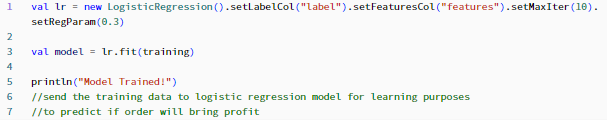 1 val lr = new LogisticRegression().setLabelCol("label").setFeaturesCol("features").setMaxIter(10).
setRegParam(0.3)
2
3 val model = lr.fit(training)
4
5 println("Model Trained!")
6 //send the training data to logistic regression model for learning purposes
7 //to predict if order will bring profit